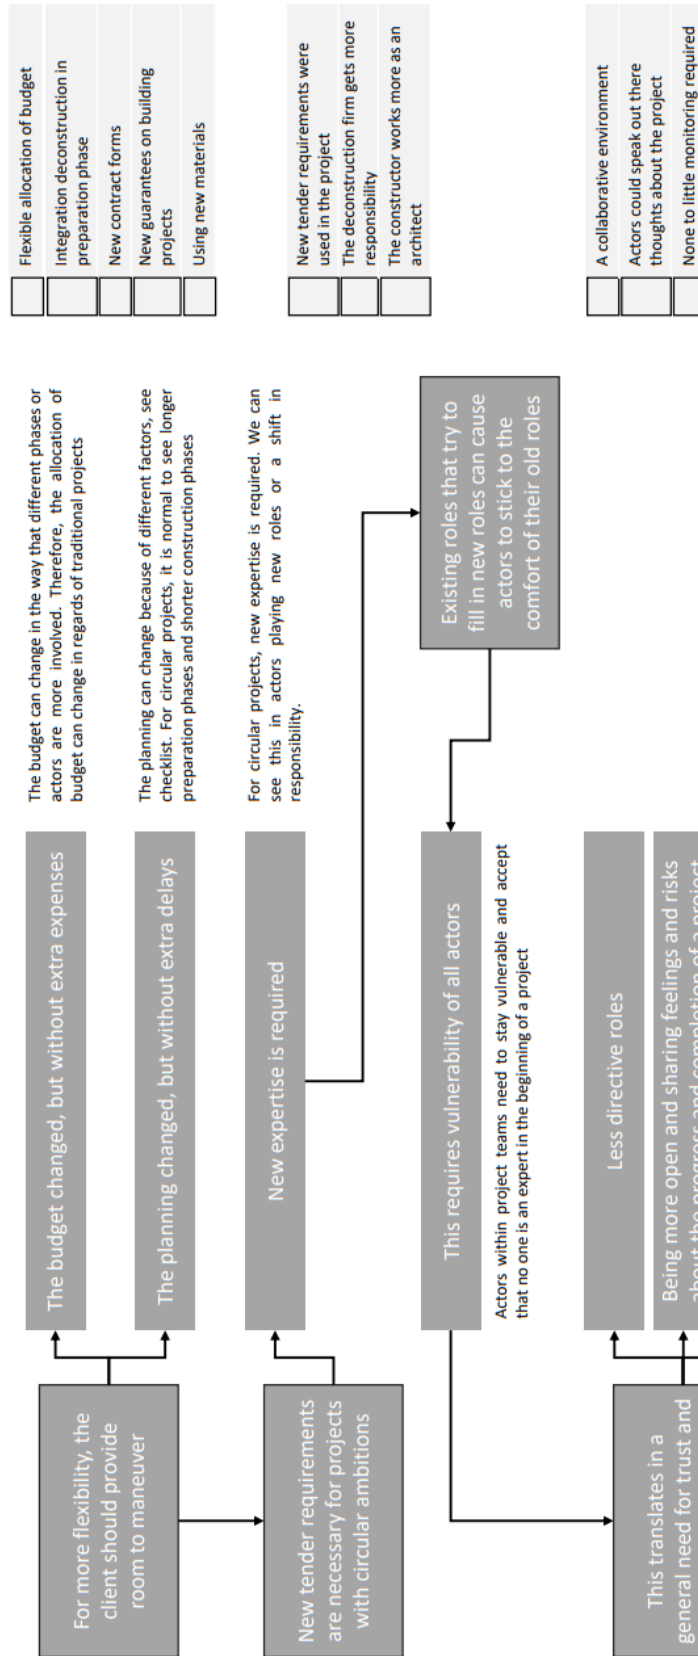 For more flexibility, the
client should provide
room to maneuver
The budget changed, but without extra expenses
The budget can change in the way that different phases or
actors are more involved. Therefore, the allocation of
budget can change in regards of traditional projects
The planning changed, but without extra delays
The planning can change because of different factors, see
checklist. For circular projects, it is normal to see longer
preparation phases and shorter construction phases
Flexible allocation of budget
Integration deconstruction in
preparation phase
New contract forms
New guarantees on building
projects
Using new materials
New tender requirements
are necessary for projects
with circular ambitions
New expertise is required
For circular projects, new expertise is required. We can
see this in actors playing new roles or a shift in
responsibility.
New tender requirements were
used in the project
The deconstruction firm gets more
responsibility
The constructor works more as an
architect
Existing roles that try to
fill in new roles can cause
actors to stick to the
comfort of their old roles
This requires vulnerability of all actors
Actors within project teams need to stay vulnerable and accept
that no one is an expert in the beginning of a project
This translates in a
general need for trust and
Less directive roles
Being more open and sharing feelings and risks
about the progress and completion of a project
A collaborative environment
Actors could speak out there
thoughts about the project
None to little monitoring required